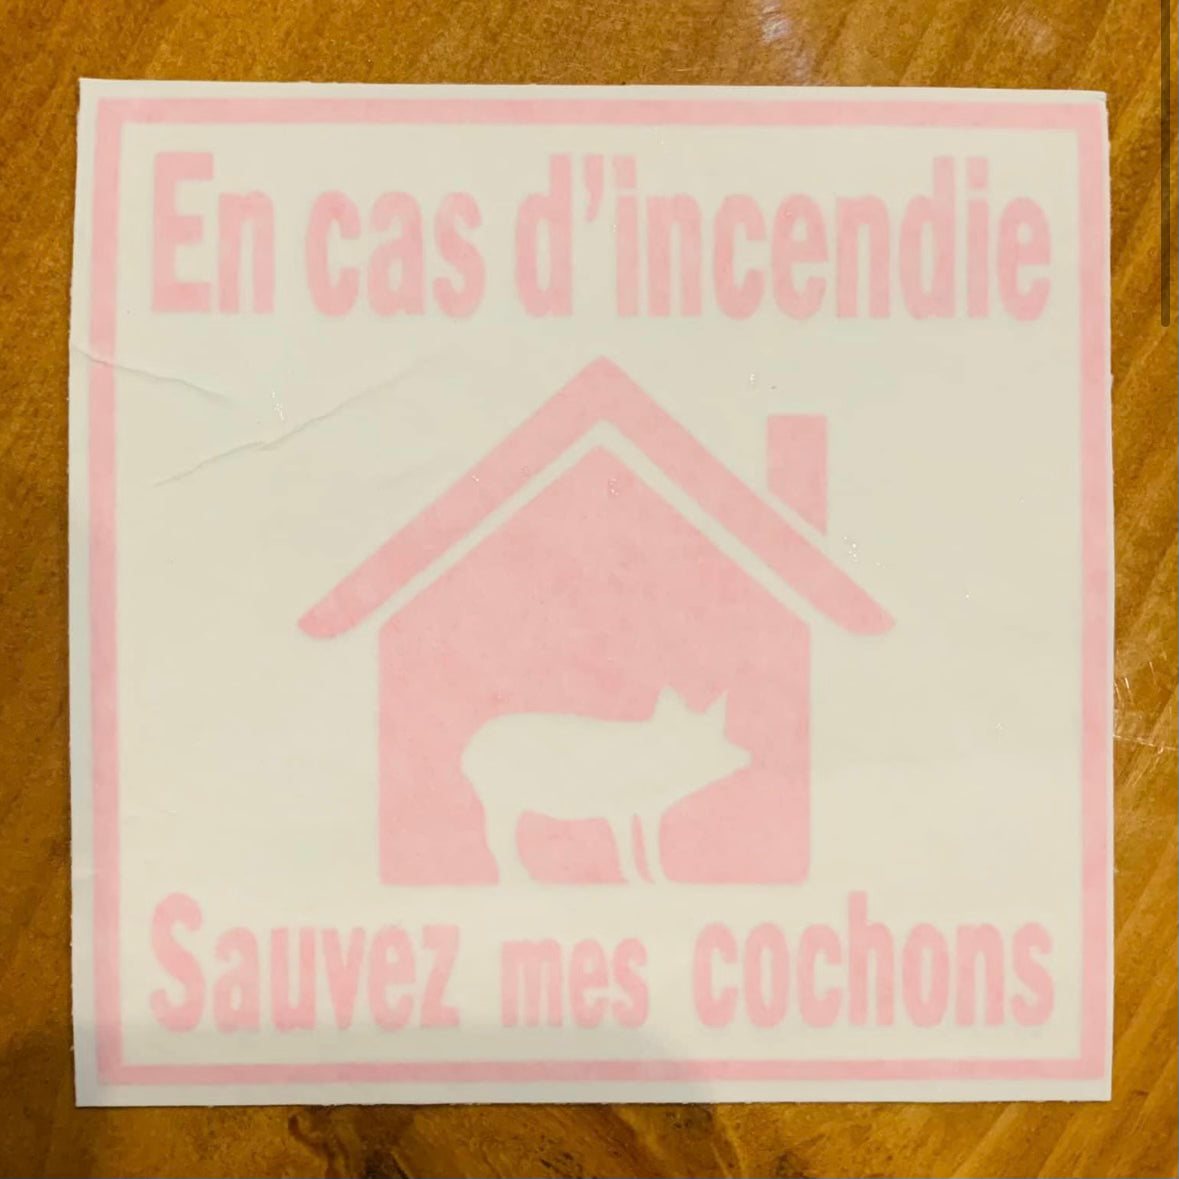 En cas d'incendie
Sauvez mes cochons